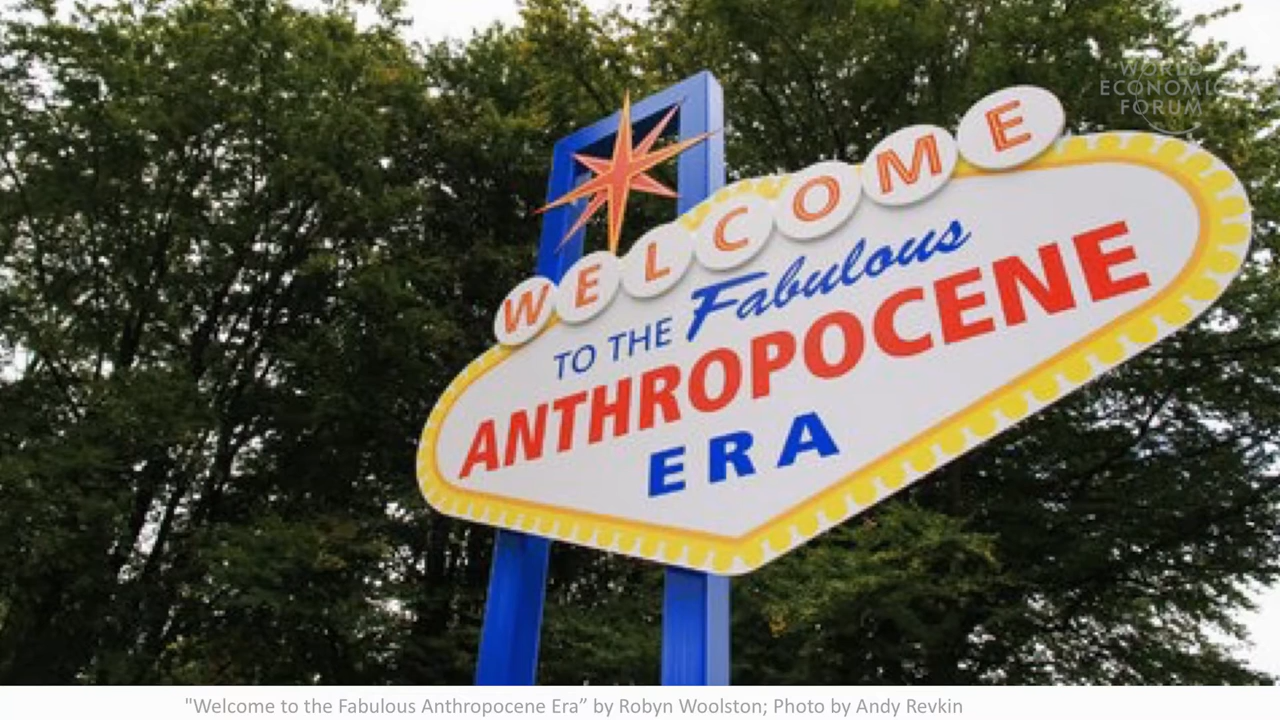 WORLD
ECONOMIC
FORUM
WELCOME
TO THE Fabulous
ANTHROPOCENE
ERA
"Welcome to the Fabulous Anthropocene Era” by Robyn Woolston; Photo by Andy Revkin